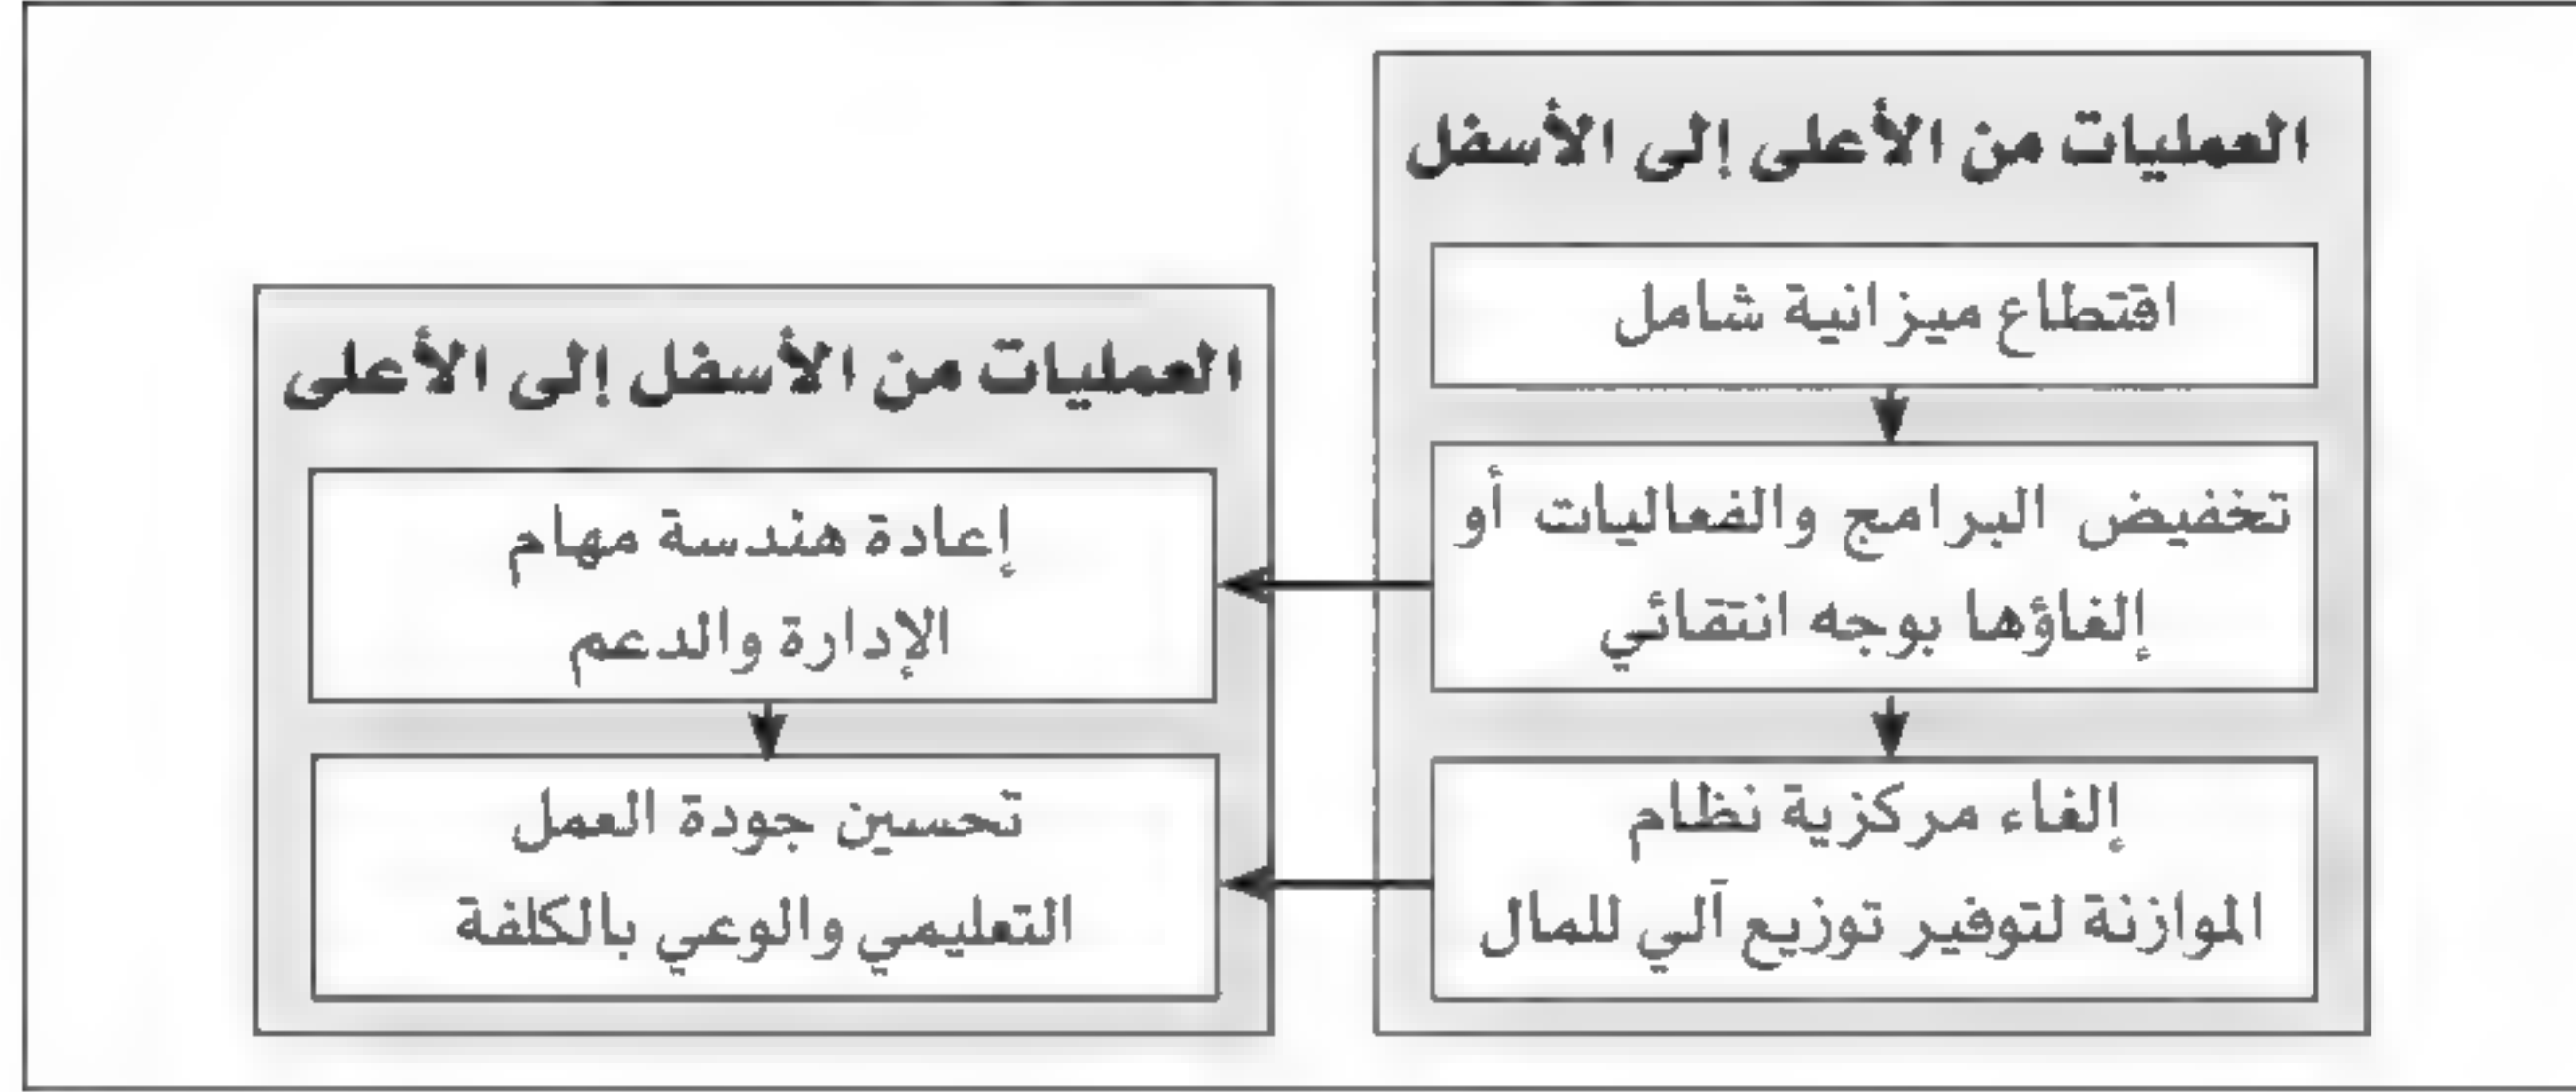 العمليات من الأعلى إلى الأسفل
اقتطاع ميزانية شامل
تخفيض البرامج والفعاليات أو
إلغاؤها بوجه انتقائي
إلغاء مركزية نظام
الموازنة لتوفير توزيع آلي للمال
العمليات من الأسفل إلى الأعلى
إعادة هندسة مهام
الإدارة والدعم
تحسين جودة العمل
التعليمي والوعي بالكلفة